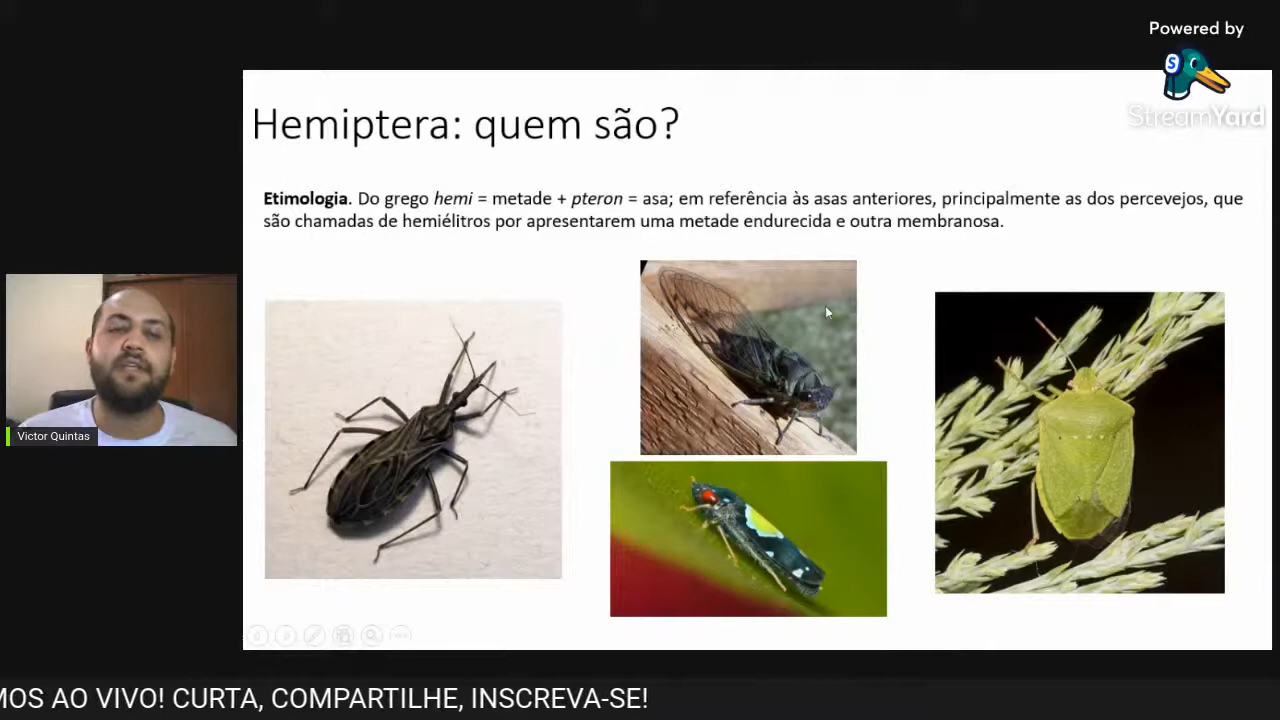 Powered by
StreamYard
Hemiptera: quem são?
Etimologia. Do grego hemi = metade + pteron = asa; em referência às asas anteriores, principalmente as dos percevejos, que
são chamadas de hemiélitros por apresentarem uma metade endurecida e outra membranosa.
Victor Quintas
MOS AO VIVO! CURTA, COMPARTILHE, INSCREVA-SE!